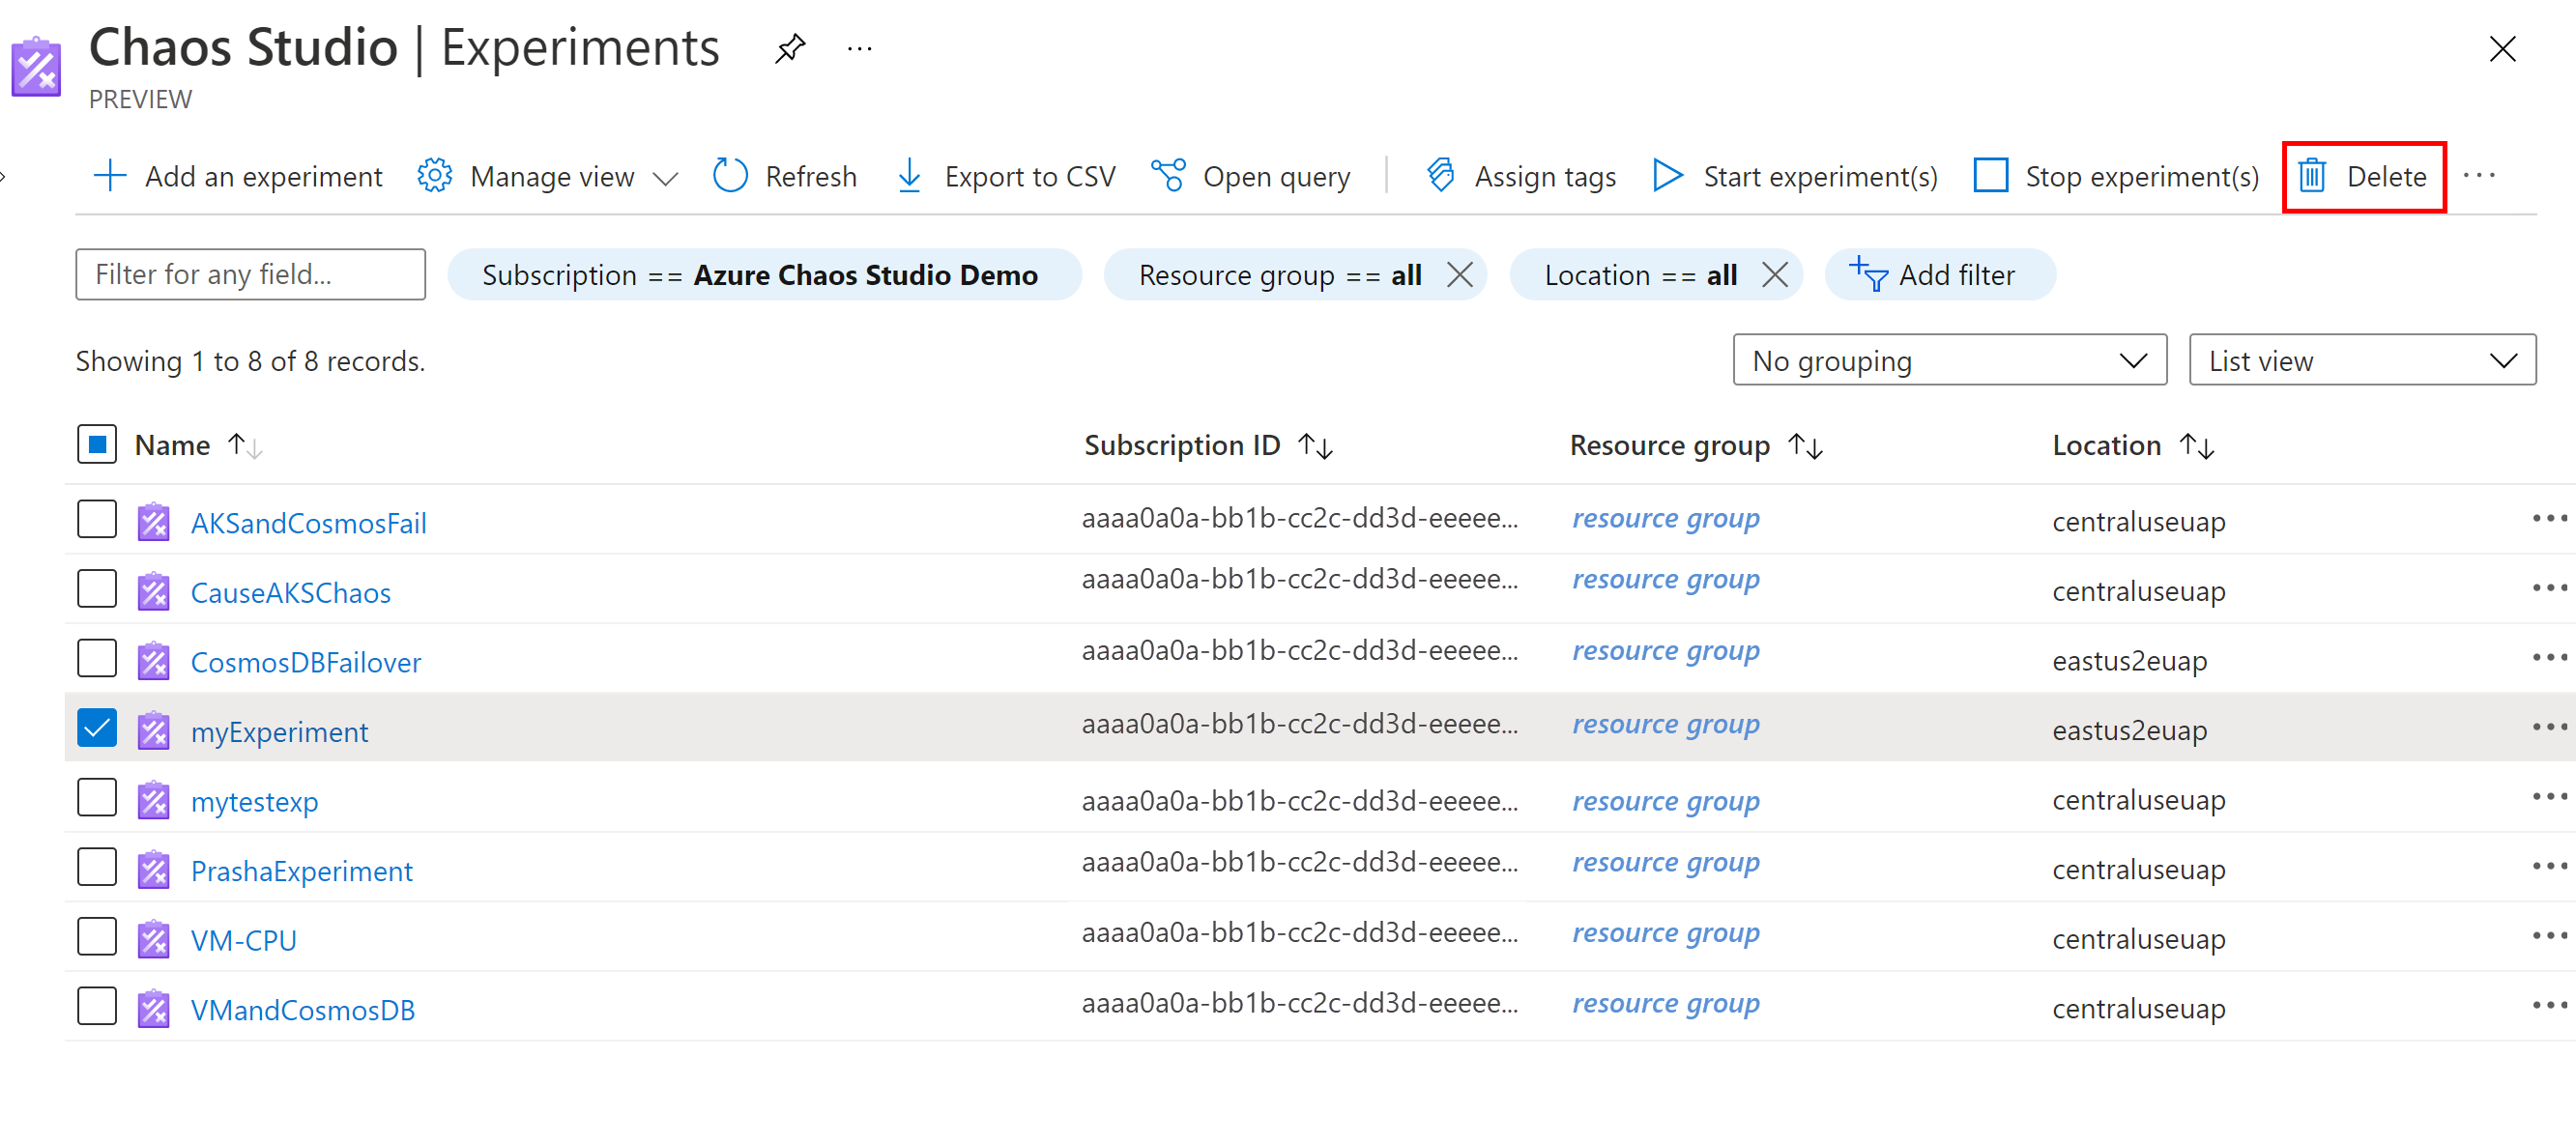 Chaos Studio | Experiments ...
PREVIEW
Add an experiment Manage view Refresh Export to CSV Open query Assign tags Start experiment(s) Stop experiment(s) Delete ...
Filter for any field... Subscription == Azure Chaos Studio Demo Resource group == all Location == all Add filter
Showing 1 to 8 of 8 records. No grouping List view
Name Subscription ID Resource group Location
AKSandCosmosFail aaaa0a0a-bb1b-cc2c-dd3d-eeeee... resource group centraluseuap ...
CauseAKSChaos aaaa0a0a-bb1b-cc2c-dd3d-eeeee... resource group centraluseuap ...
CosmosDBFailover aaaa0a0a-bb1b-cc2c-dd3d-eeeee... resource group eastus2euap ...
myExperiment aaaa0a0a-bb1b-cc2c-dd3d-eeeee... resource group eastus2euap ...
mytestexp aaaa0a0a-bb1b-cc2c-dd3d-eeeee... resource group centraluseuap ...
PrashaExperiment aaaa0a0a-bb1b-cc2c-dd3d-eeeee... resource group centraluseuap ...
VM-CPU aaaa0a0a-bb1b-cc2c-dd3d-eeeee... resource group centraluseuap ...
VMandCosmosDB aaaa0a0a-bb1b-cc2c-dd3d-eeeee... resource group centraluseuap ...